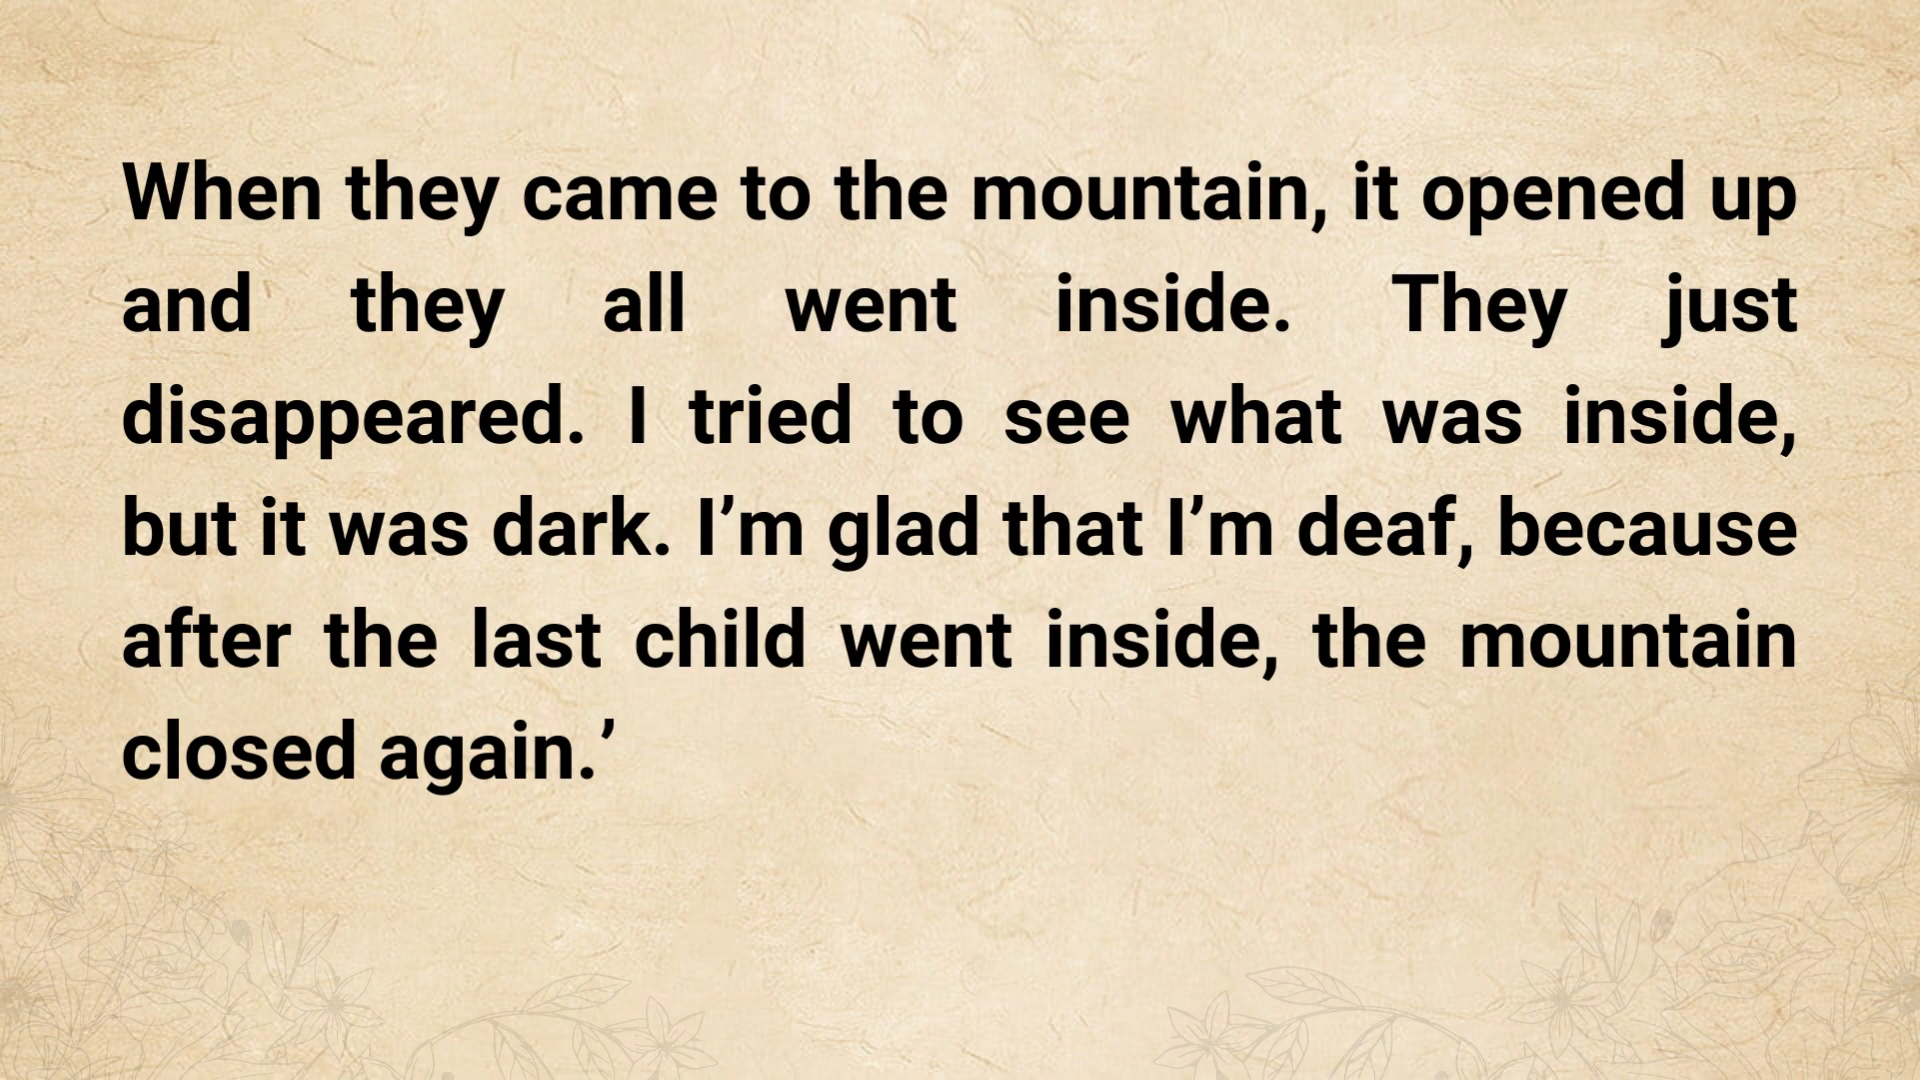 When they came to the mountain, it opened up
and they all went inside. They just
disappeared. I tried to see what was inside,
but it was dark. I’m glad that I’m deaf, because
after the last child went inside, the mountain
closed again.’